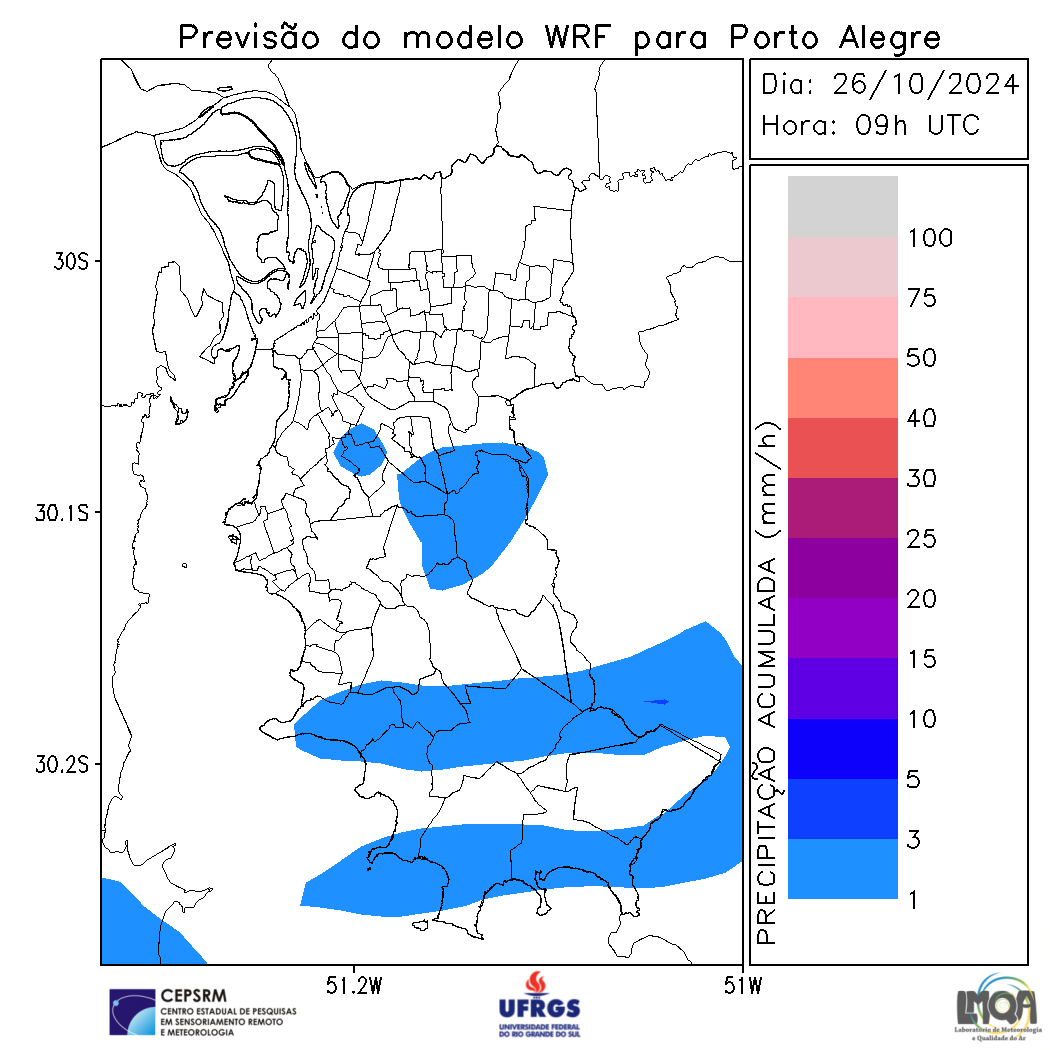 Previsão do modelo WRF para Porto Alegre
Dia: 26/10/2024
Hora: 09h UTC
30S
30.1S
30.2S
51.2W
51W
PRECIPITAÇÃO ACUMULADA (mm/h)
100
75
50
40
30
25
20
15
10
5
3
1
CEPSRM
CENTRO ESTADUAL DE PESQUISAS
EM SENSORIAMENTO REMOTO
E METEOROLOGIA
UFRGS
UNIVERSIDADE FEDERAL
DO RIO GRANDE DO SUL
LMQA
Laboratório de Meteorologia
e Qualidade do Ar